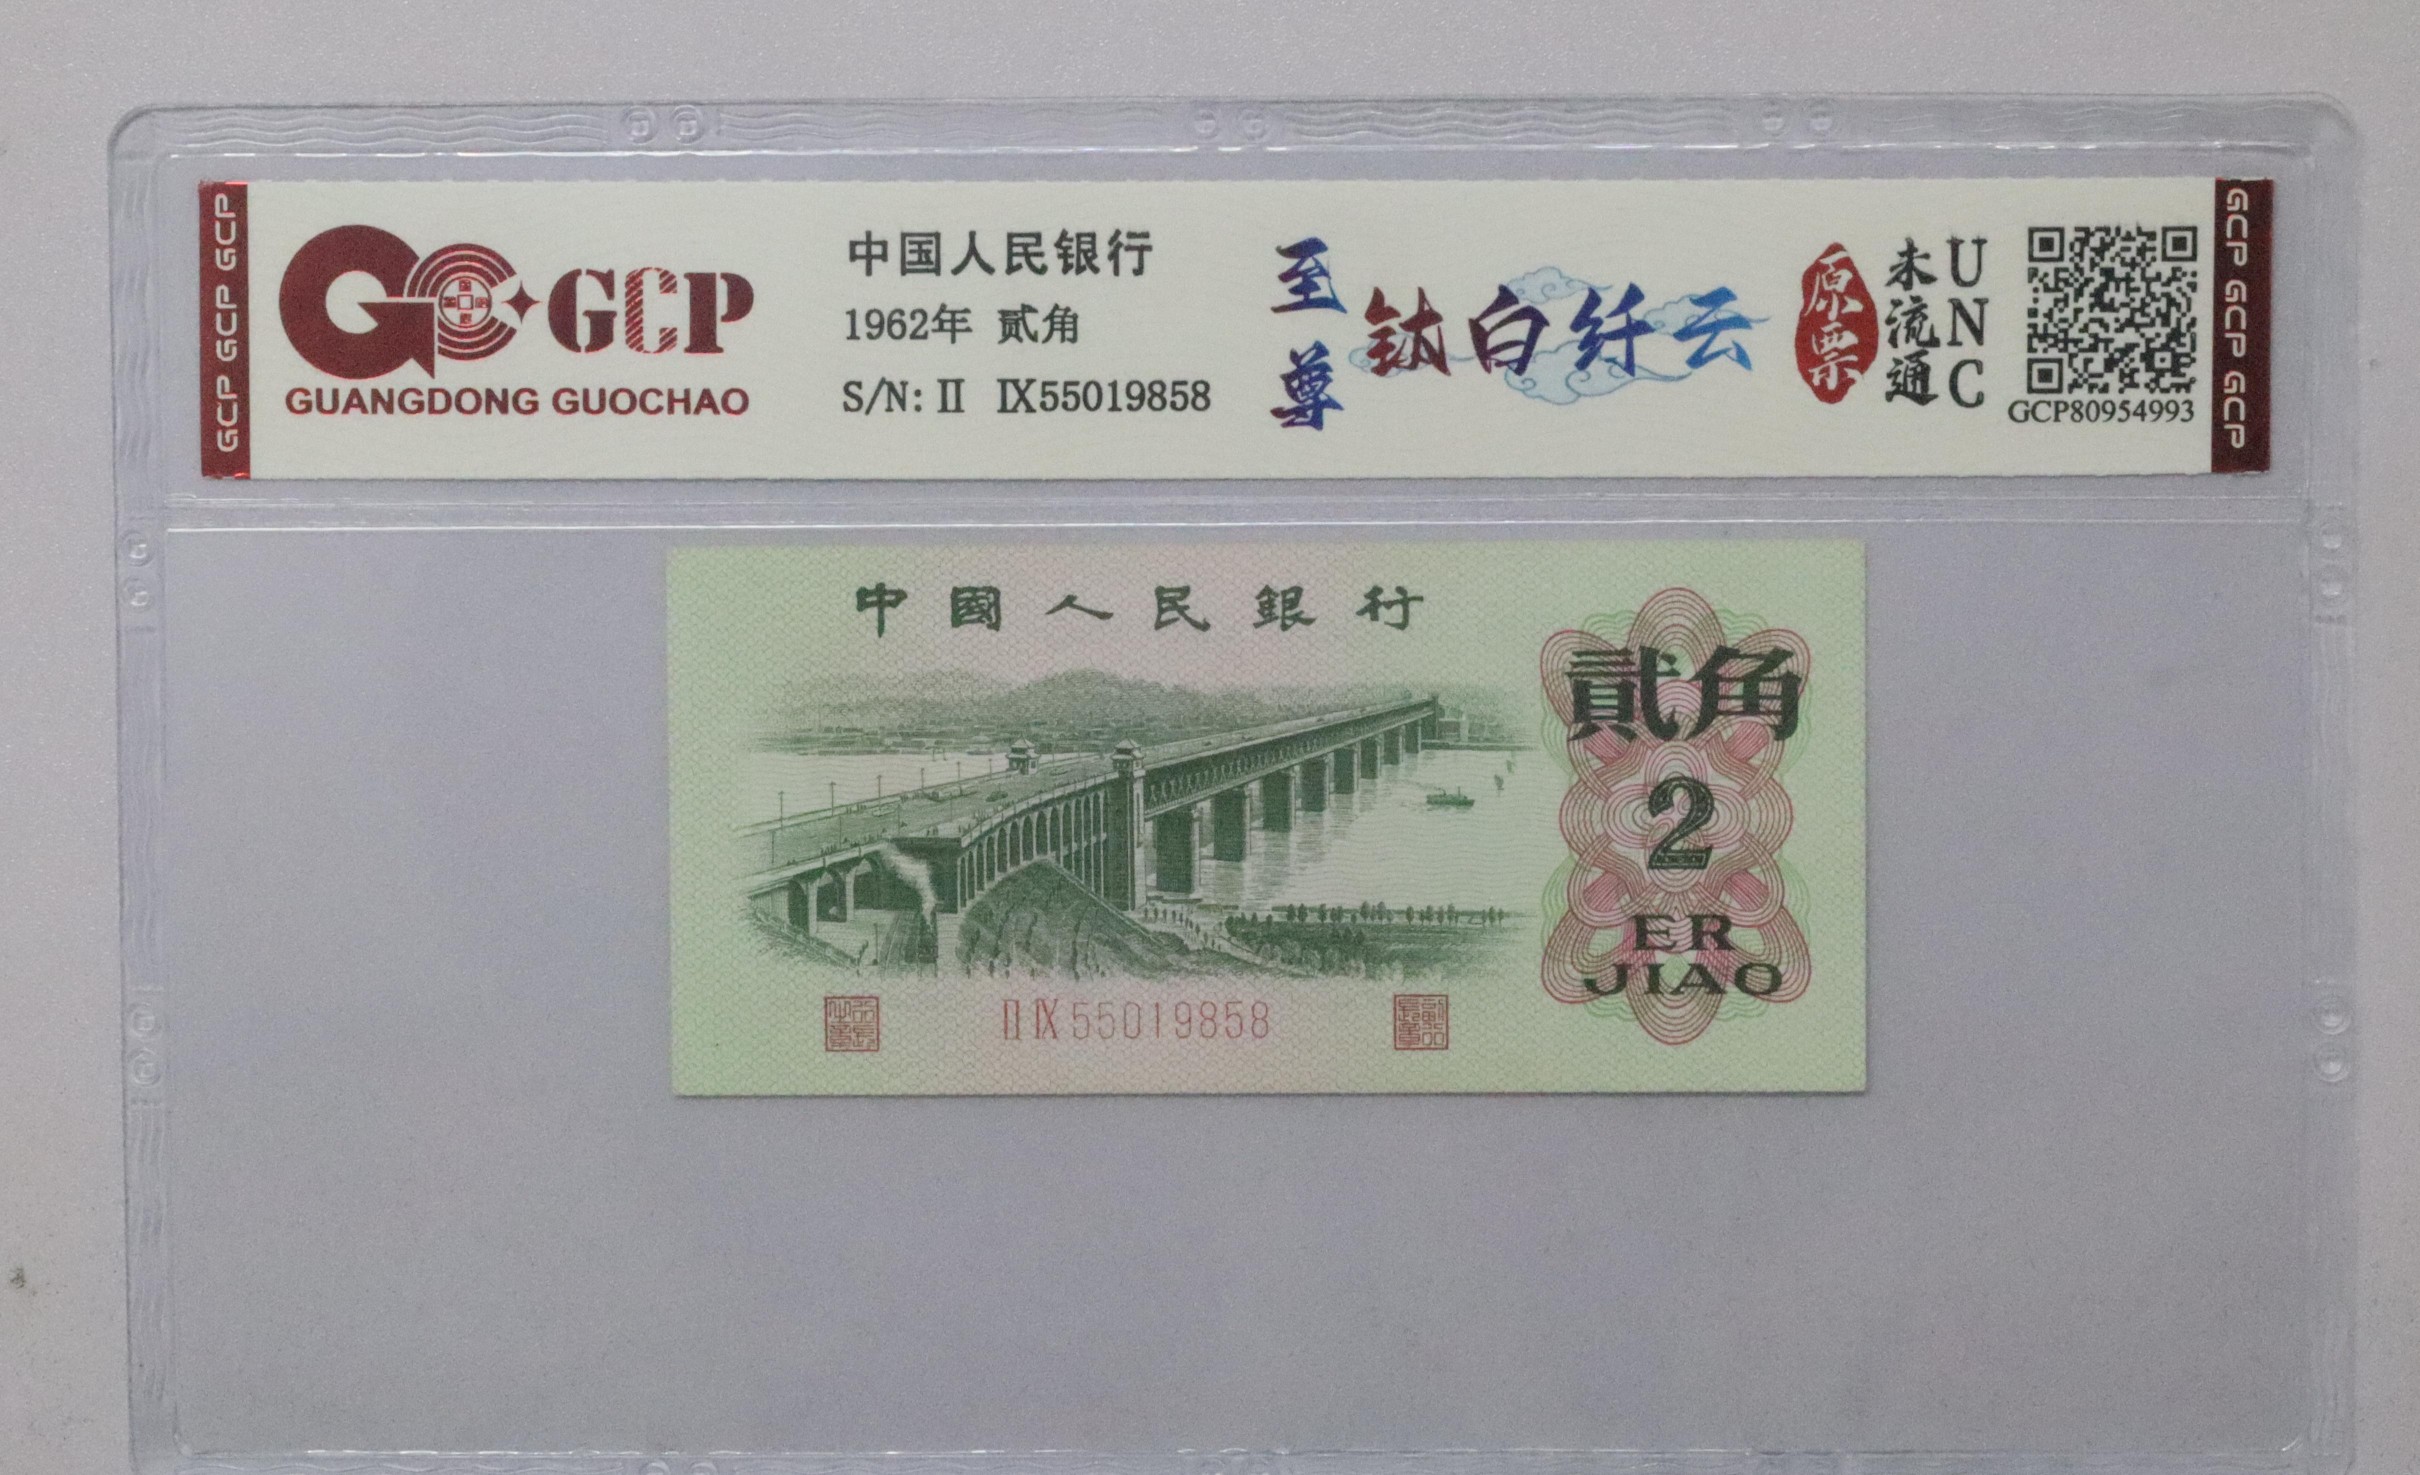 GCP GCP GCP
GCP
GUANGDONG GUOCHAO
中国人民银行
1962年 贰角
S/N: II IX55019858
至尊
钛白纤云
原票
未流通
UNC
GCP80954993
GCP GCP GCP
中國人民銀行
貳角
2
ER
JIAO
II IX 55019858